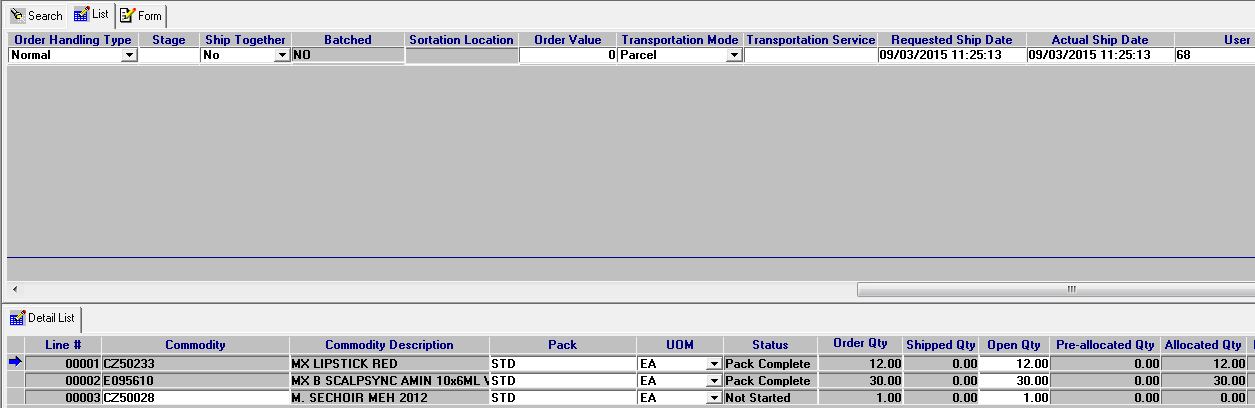 Search List Form
Order Handling Type Stage Ship Together Batched Sortation Location Order Value Transportation Mode Transportation Service Requested Ship Date Actual Ship Date User
Normal No NO 0 Parcel 09/03/2015 11:25:13 09/03/2015 11:25:13 68
Detail List
Line # Commodity Commodity Description Pack UOM Status Order Qty Shipped Qty Open Qty Pre-allocated Qty Allocated Qty
00001 CZ50233 MX LIPSTICK RED STD EA Pack Complete 12.00 0.00 12.00 0.00 12.00
00002 E095610 MX B SCALPSYNC AMIN 10x6ML STD EA Pack Complete 30.00 0.00 30.00 0.00 30.00
00003 CZ50028 M. SECHOIR MEH 2012 STD EA Not Started 1.00 0.00 1.00 0.00 0.00